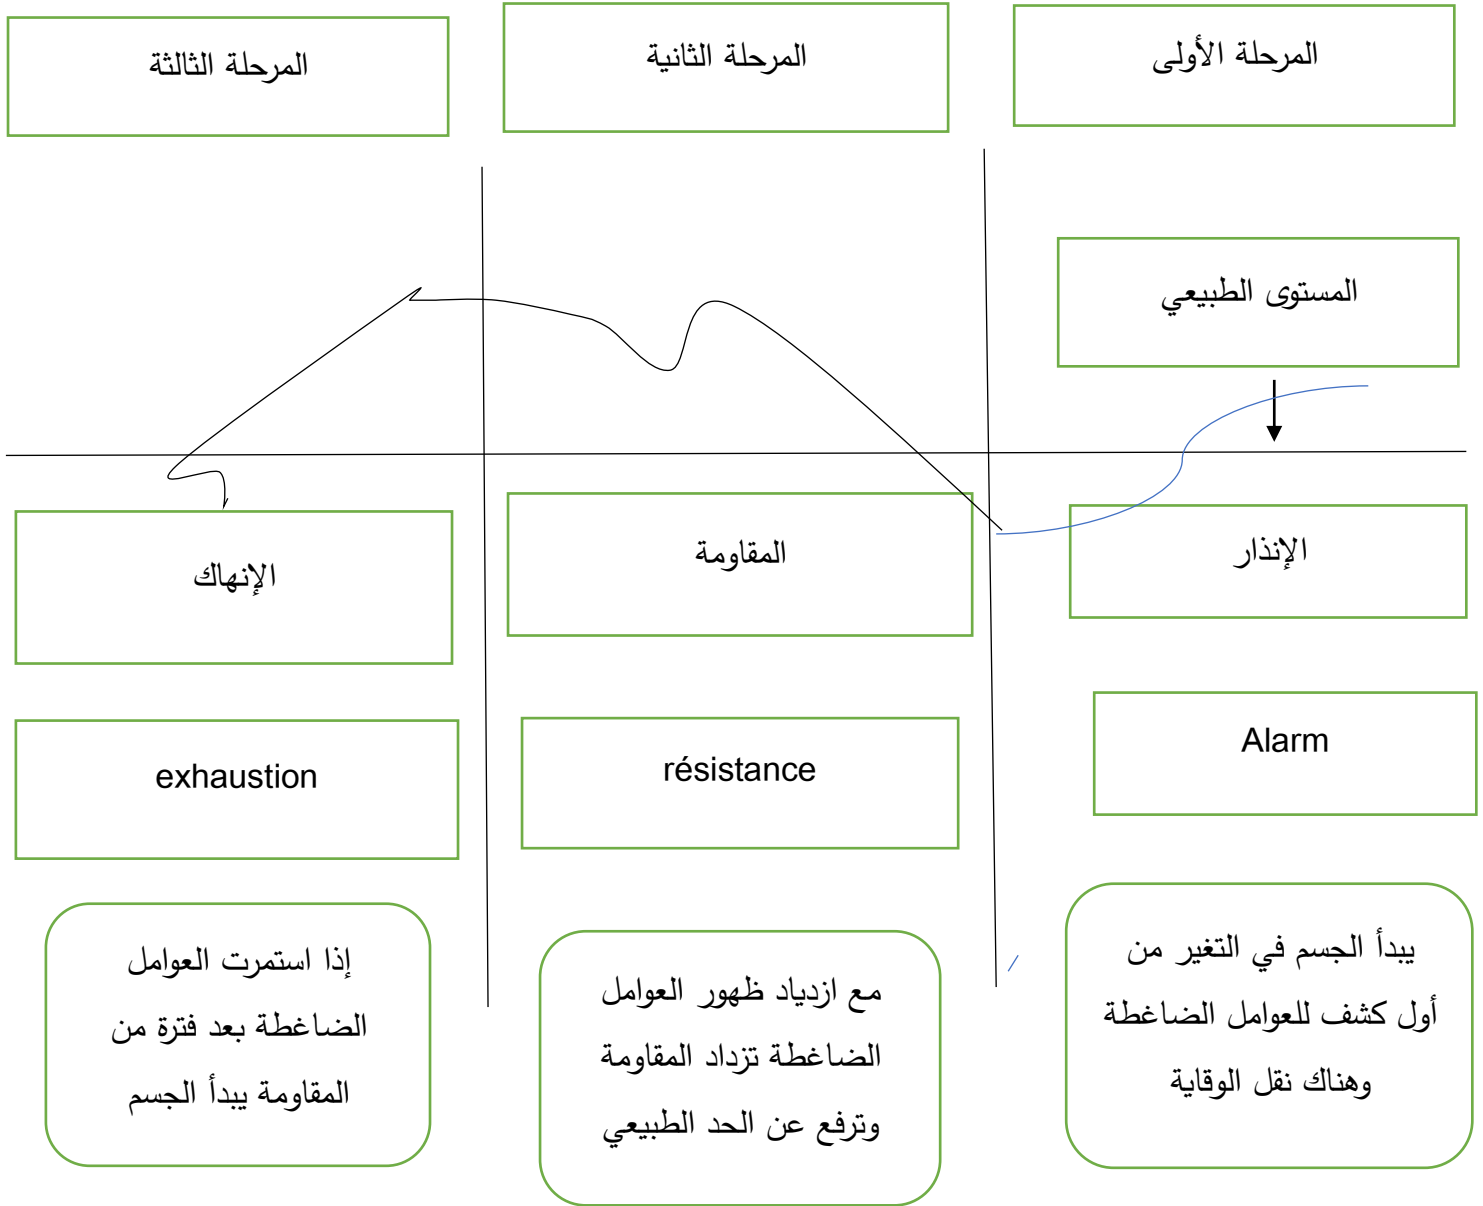 المرحلة الأولى
المرحلة الثانية
المرحلة الثالثة
المستوى الطبيعي
الإنذار
المقاومة
الإنهاك
Alarm
résistance
exhaustion
يبدأ الجسم في التغير من
أول كشف للعوامل الضاغطة
وهناك نقل الوقاية
مع ازدياد ظهور العوامل
الضاغطة تزداد المقاومة
وترفع عن الحد الطبيعي
إذا استمرت العوامل
الضاغطة بعد فترة من
المقاومة يبدأ الجسم